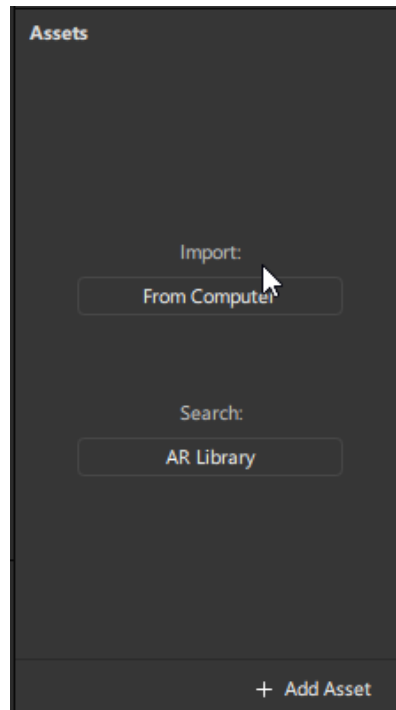 Assets
Import:
From Computer
Search:
AR Library
+ Add Asset